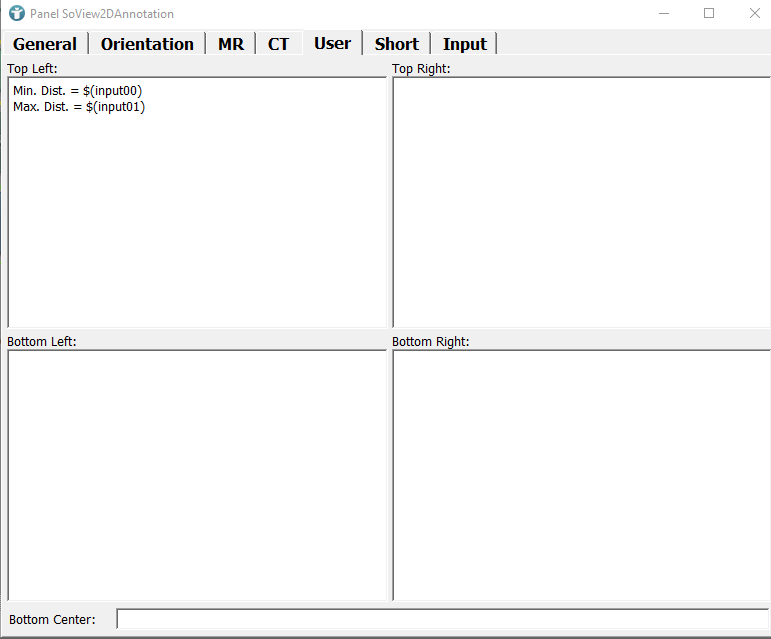 Panel SoView2DAnnotation
General Orientation MR CT User Short Input
Top Left: Top Right:
Min. Dist. = $(input00)
Max. Dist. = $(input01)
Bottom Left: Bottom Right:
Bottom Center: